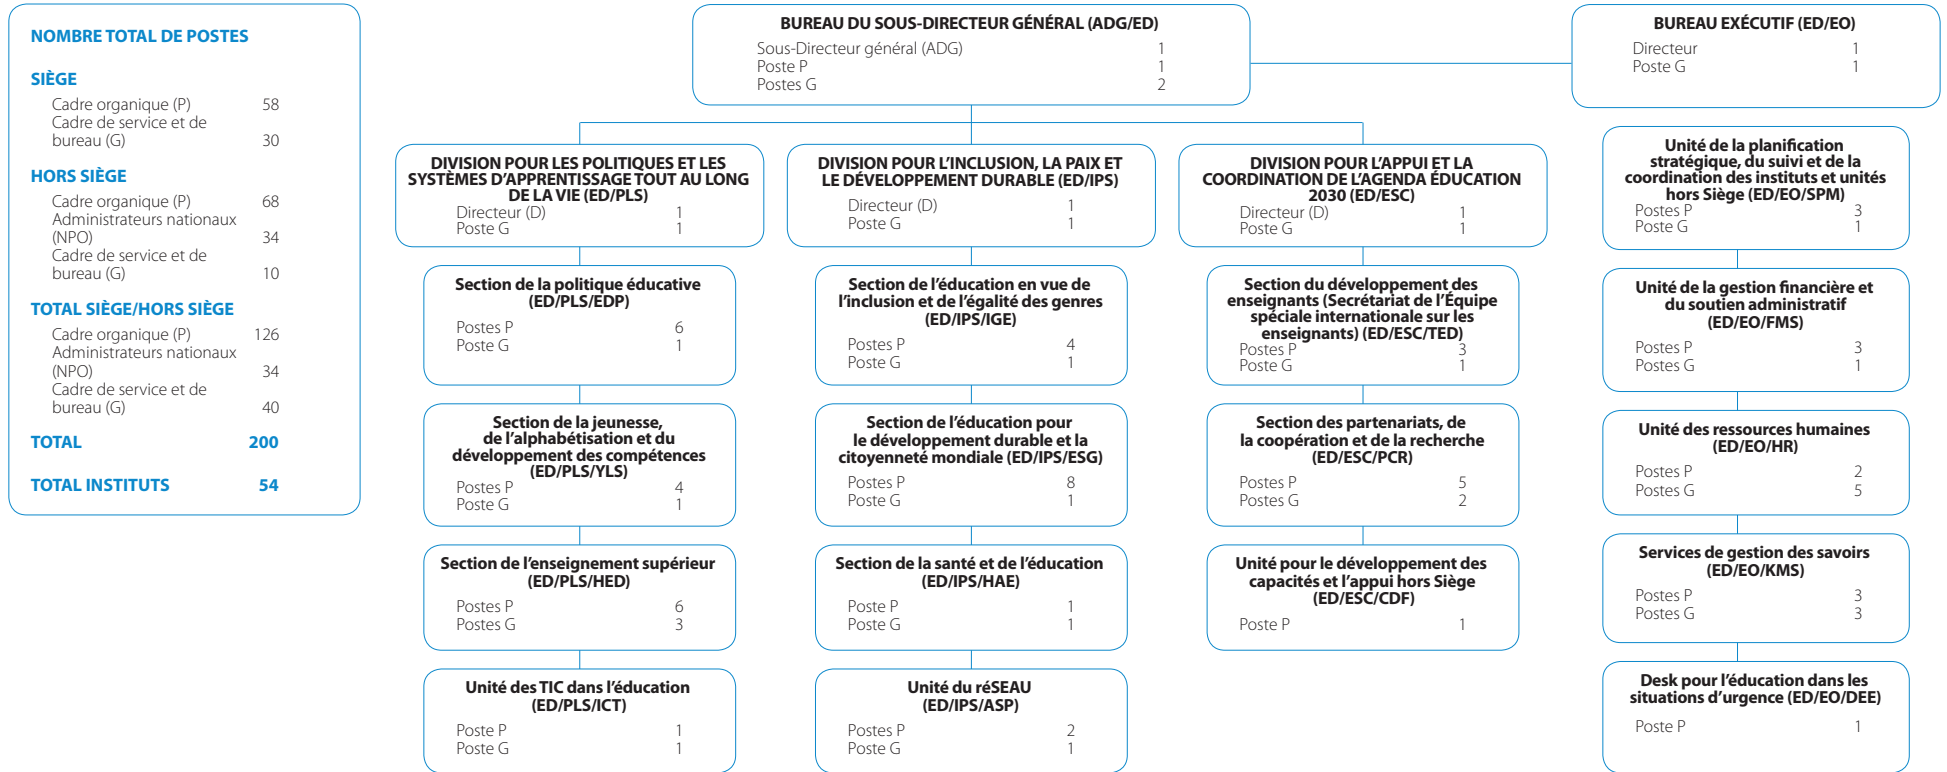 NOMBRE TOTAL DE POSTES
SIÈGE
Cadre organique (P) 58
Cadre de service et de
bureau (G) 30
HORS SIÈGE
Cadre organique (P) 68
Administrateurs nationaux
(NPO) 34
Cadre de service et de
bureau (G) 10
TOTAL SIÈGE/HORS SIÈGE
Cadre organique (P) 126
Administrateurs nationaux
(NPO) 34
Cadre de service et de
bureau (G) 40
TOTAL 200
TOTAL INSTITUTS 54
BUREAU DU SOUS-DIRECTEUR GÉNÉRAL (ADG/ED)
Sous-Directeur général (ADG) 1
Poste P 1
Postes G 2
BUREAU EXÉCUTIF (ED/EO)
Directeur 1
Poste G 1
DIVISION POUR LES POLITIQUES ET LES
SYSTÈMES D'APPRENTISSAGE TOUT AU LONG
DE LA VIE (ED/PLS)
Directeur (D) 1
Poste G 1
Section de la politique éducative
(ED/PLS/EDP)
Postes P 6
Poste G 1
Section de la jeunesse,
de l'alphabétisation et du
développement des compétences
(ED/PLS/YLS)
Postes P 4
Poste G 1
Section de l'enseignement supérieur
(ED/PLS/HED)
Postes P 6
Postes G 3
Unité des TIC dans l'éducation
(ED/PLS/ICT)
Poste P 1
Poste G 1
DIVISION POUR L'INCLUSION, LA PAIX ET
LE DÉVELOPPEMENT DURABLE (ED/IPS)
Directeur (D) 1
Poste G 1
Section de l'éducation en vue de
l'inclusion et de l'égalité des genres
(ED/IPS/IGE)
Postes P 4
Poste G 1
Section de l'éducation pour
le développement durable et la
citoyenneté mondiale (ED/IPS/ESG)
Postes P 8
Poste G 1
Section de la santé et de l'éducation
(ED/IPS/HAE)
Poste P 1
Poste G 1
Unité du réSEAU
(ED/IPS/ASP)
Postes P 2
Poste G 1
DIVISION POUR L'APPUI ET LA
COORDINATION DE L'AGENDA ÉDUCATION
2030 (ED/ESC)
Directeur (D) 1
Poste G 1
Section du développement des
enseignants (Secrétariat de l'Équipe
spéciale internationale sur les
enseignants) (ED/ESC/TED)
Postes P 3
Poste G 1
Section des partenariats, de
la coopération et de la recherche
(ED/ESC/PCR)
Postes P 5
Postes G 2
Unité pour le développement des
capacités et l'appui hors Siège
(ED/ESC/CDF)
Poste P 1
Unité de la planification
stratégique, du suivi et de la
coordination des instituts et unités
hors Siège (ED/EO/SPM)
Postes P 3
Poste G 1
Unité de la gestion financière et
du soutien administratif
(ED/EO/FMS)
Postes P 3
Postes G 1
Unité des ressources humaines
(ED/EO/HR)
Postes P 2
Postes G 5
Services de gestion des savoirs
(ED/EO/KMS)
Postes P 3
Postes G 3
Desk pour l'éducation dans les
situations d'urgence (ED/EO/DEE)
Poste P 1